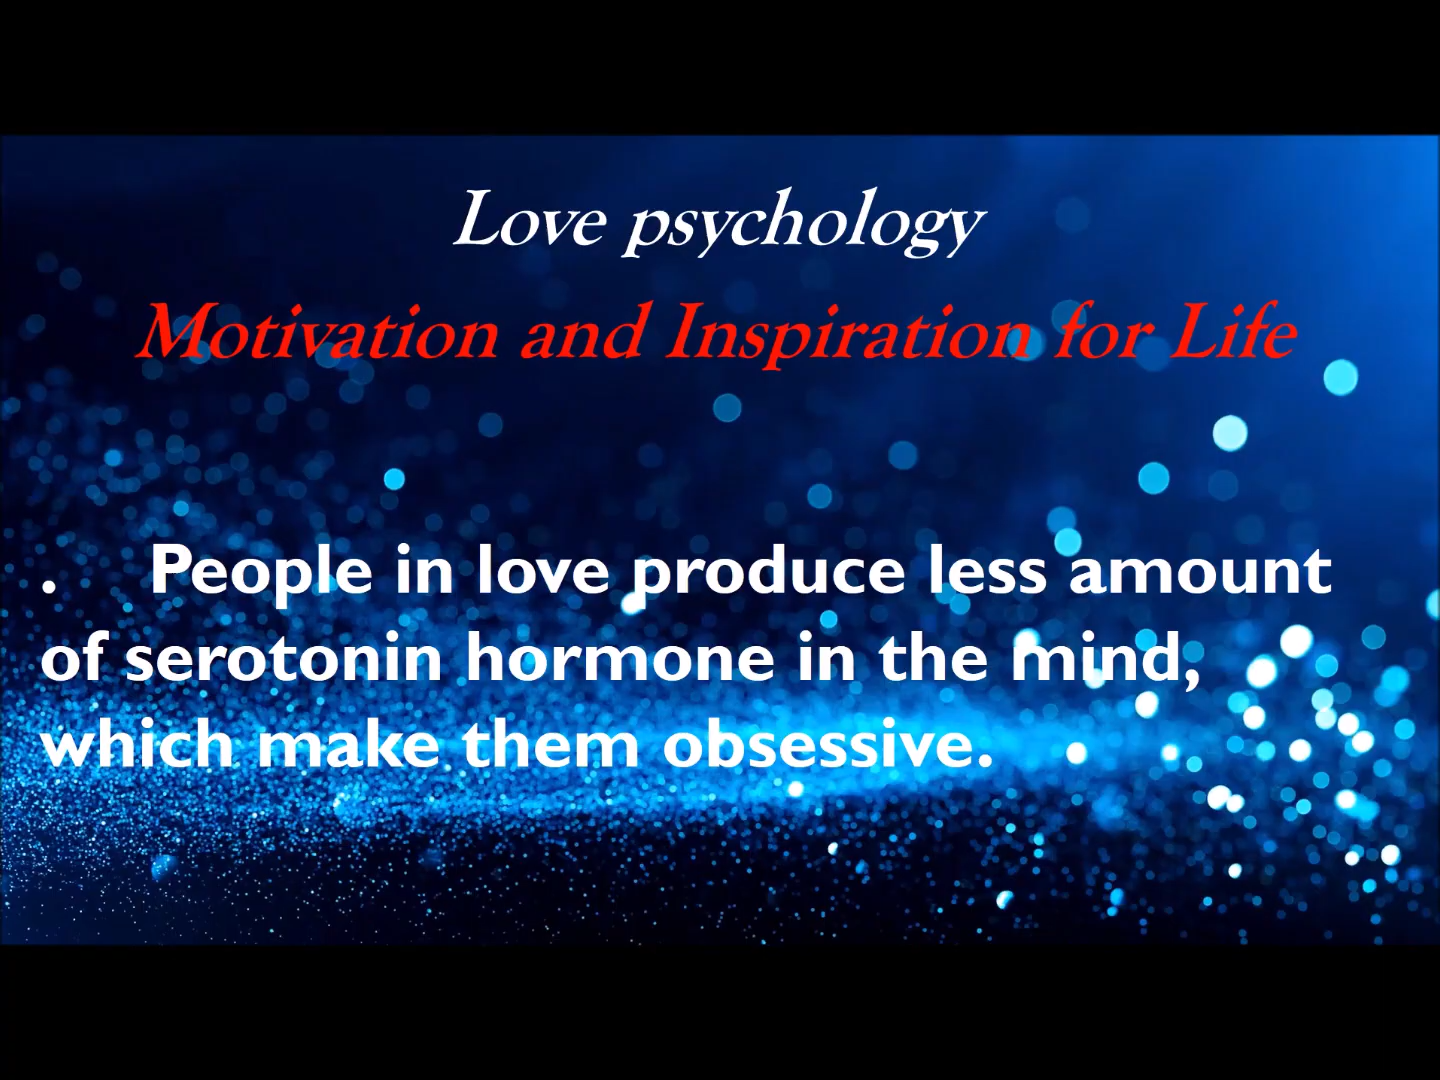 Love psychology
Motivation and Inspiration for Life
. People in love produce less amount
of serotonin hormone in the mind,
which make them obsessive.